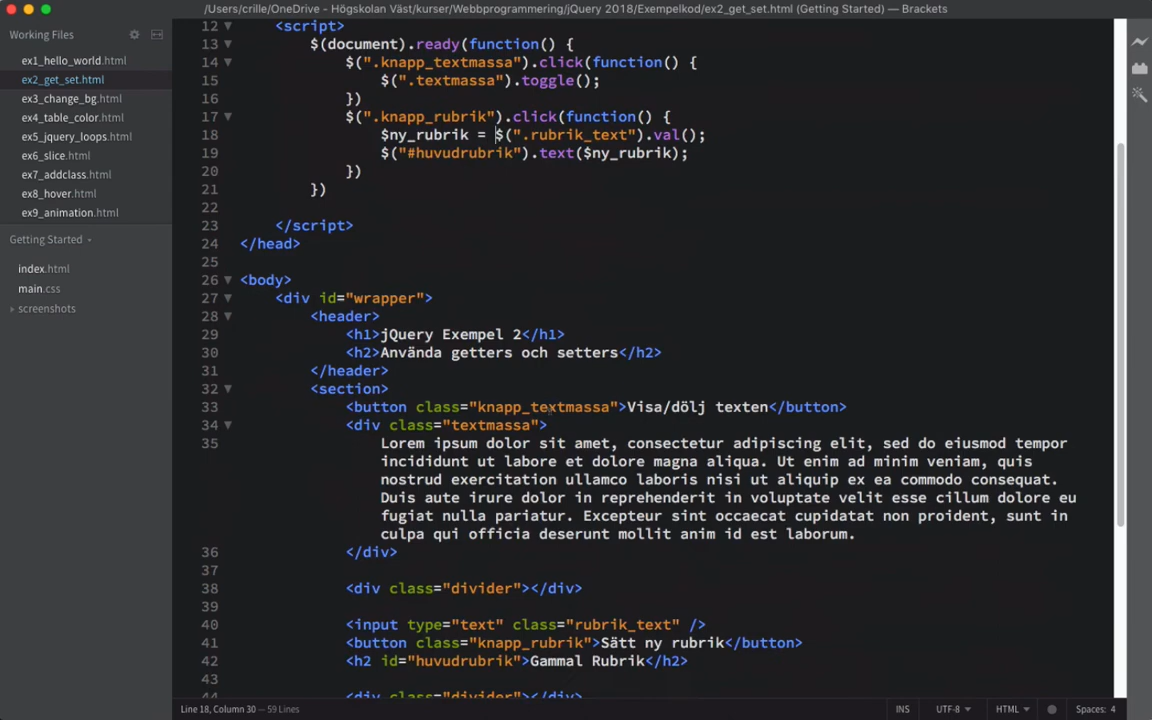 /Users/crille/OneDrive - Högskolan Väst/kurser/Webbprogrammering/jQuery 2018/Exempelkod/ex2_get_set.html (Getting Started) — Brackets
Working Files
ex1_hello_world.html
ex2_get_set.html
ex3_change_bg.html
ex4_table_color.html
ex5_jquery_loops.html
ex6_slice.html
ex7_addclass.html
ex8_hover.html
ex9_animation.html
Getting Started
index.html
main.css
screenshots
12 <script>
13 $(document).ready(function() {
14 $(".knapp_textmassa").click(function() {
15 $(".textmassa").toggle();
16 })
17 $(".knapp_rubrik").click(function() {
18 $ny_rubrik = $(".rubrik_text").val();
19 $("#huvudrubrik").text($ny_rubrik);
20 })
21 })
22
23 </script>
24 </head>
25
26 <body>
27 <div id="wrapper">
28 <header>
29 <h1>jQuery Exempel 2</h1>
30 <h2>Använda getters och setters</h2>
31 </header>
32 <section>
33 <button class="knapp_textmassa">Visa/dölj texten</button>
34 <div class="textmassa">
35 Lorem ipsum dolor sit amet, consectetur adipiscing elit, sed do eiusmod tempor
incididunt ut labore et dolore magna aliqua. Ut enim ad minim veniam, quis
nostrud exercitation ullamco laboris nisi ut aliquip ex ea commodo consequat.
Duis aute irure dolor in reprehenderit in voluptate velit esse cillum dolore eu
fugiat nulla pariatur. Excepteur sint occaecat cupidatat non proident, sunt in
culpa qui officia deserunt mollit anim id est laborum.
36 </div>
37
38 <div class="divider"></div>
39
40 <input type="text" class="rubrik_text" />
41 <button class="knapp_rubrik">Sätt ny rubrik</button>
42 <h2 id="huvudrubrik">Gammal Rubrik</h2>
43
44 <div class="divider"></div>
Line 18, Column 30 — 59 Lines
INS
UTF-8
HTML
Spaces: 4